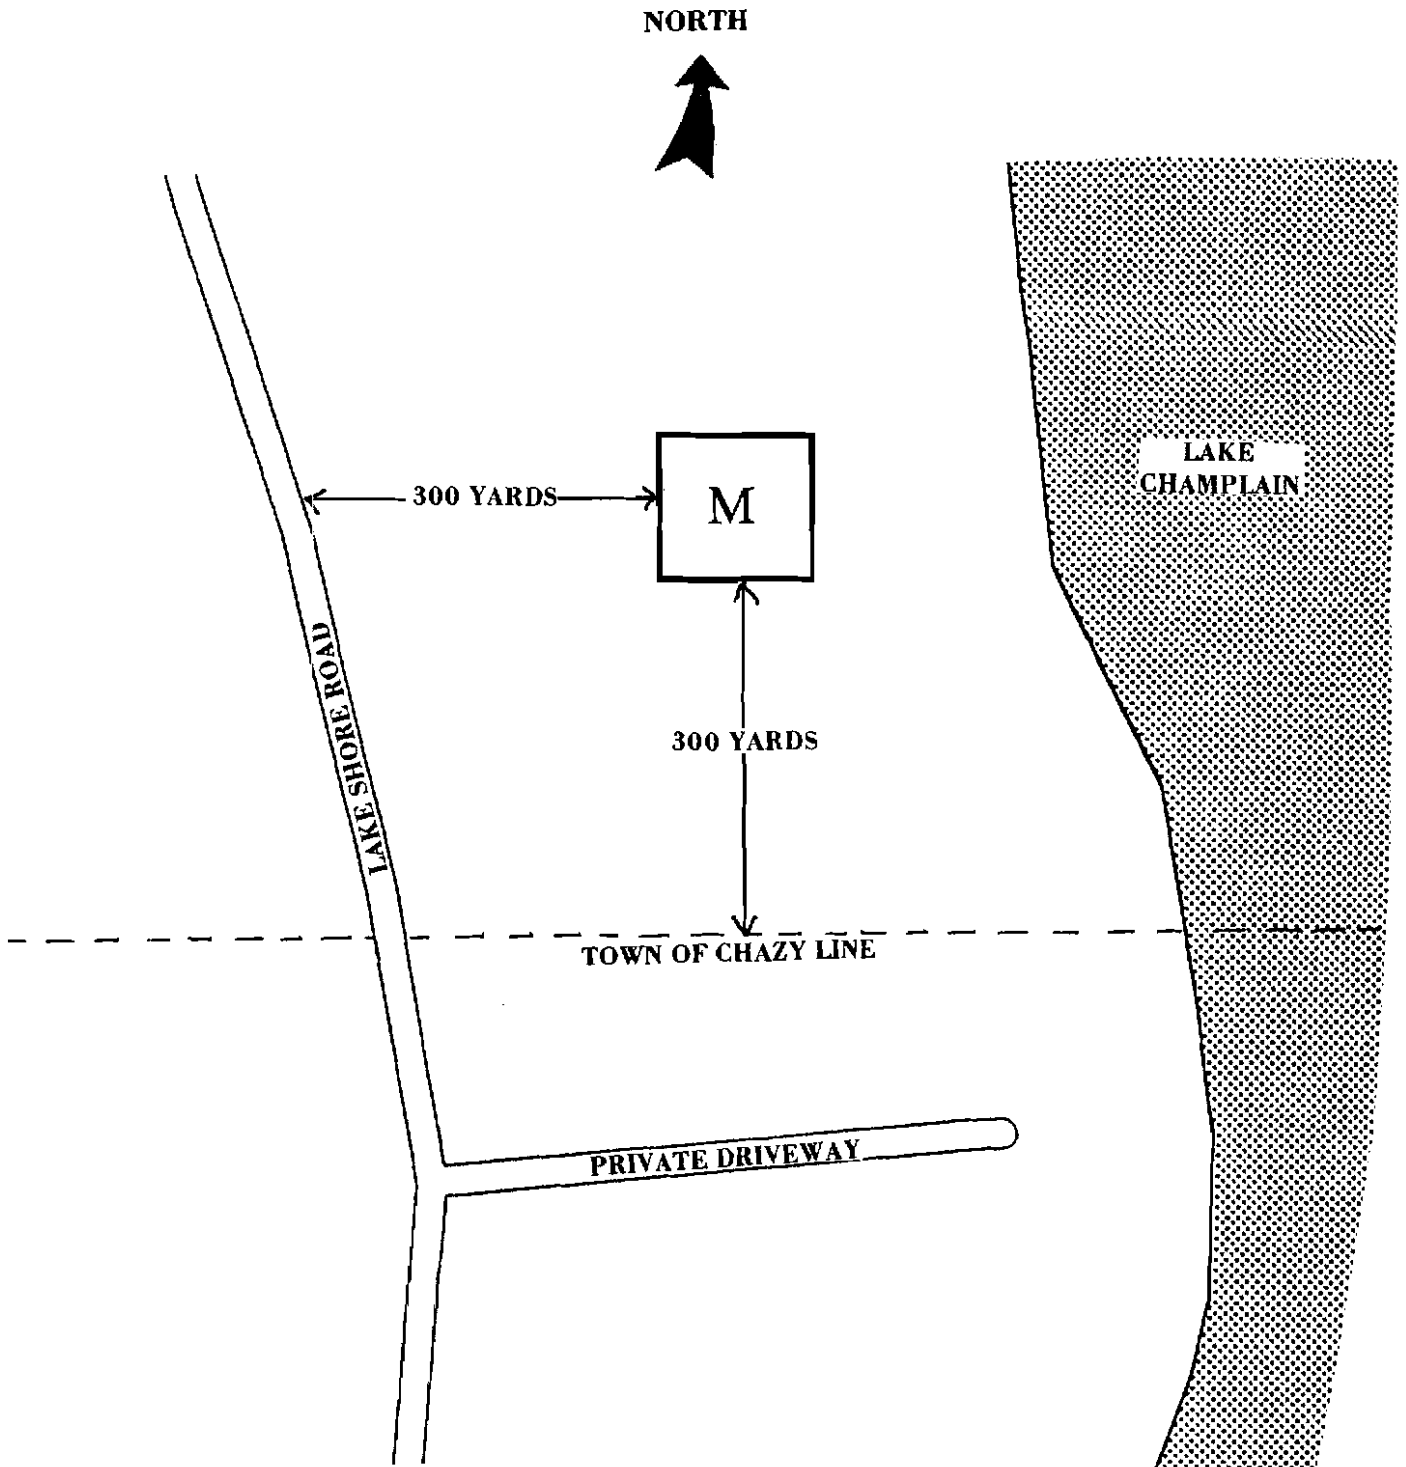 NORTH
LAKE
CHAMPLAIN
300 YARDS
M
LAKE SHORE ROAD
300 YARDS
TOWN OF CHAZY LINE
PRIVATE DRIVEWAY